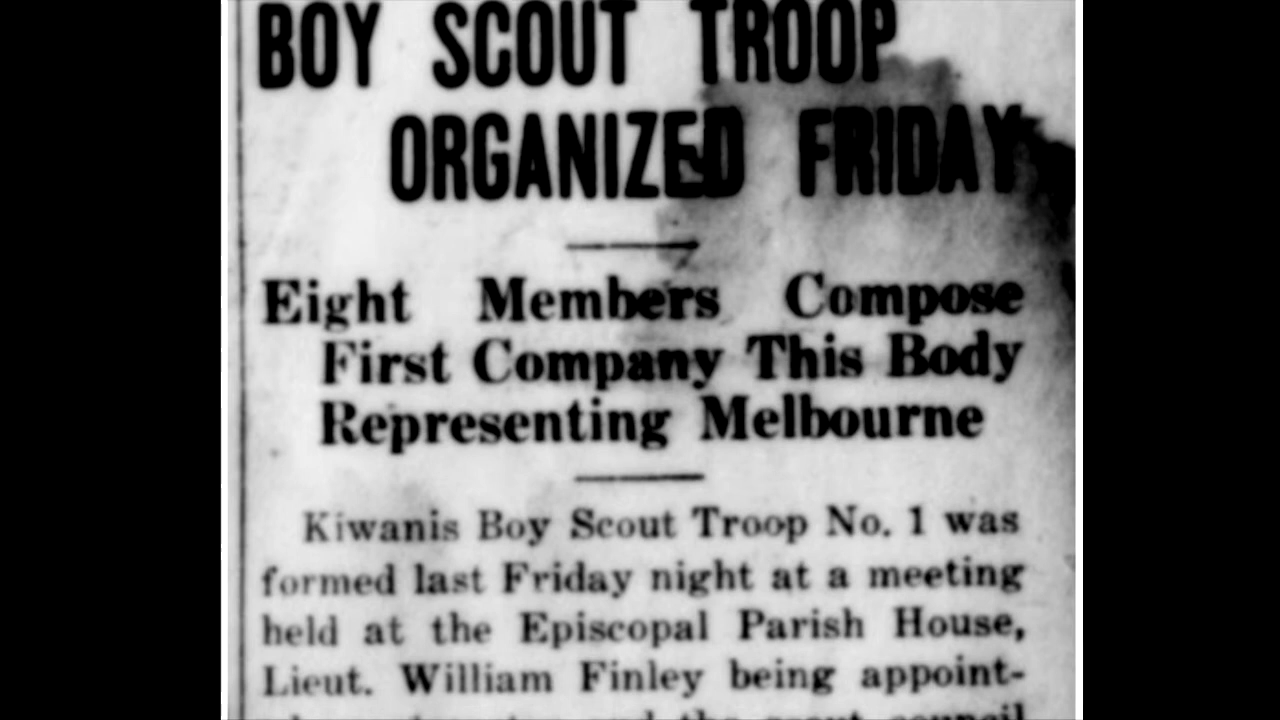 BOY SCOUT TROOP
ORGANIZED FRIDAY
Eight Members Compose
First Company This Body
Representing Melbourne
Kiwanis Boy Scout Troop No. 1 was
formed last Friday night at a meeting
held at the Episcopal Parish House,
Lieut. William Finley being appoint-